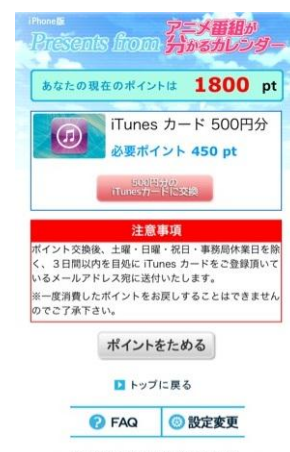 iPhone版
Presents from アニメ番組が
分かるカレンダー
あなたの現在のポイントは 1800 pt
iTunes カード 500円分
必要ポイント 450 pt
500円分の
iTunesカードに交換
注意事項
ポイント交換後、土曜・日曜・祝日・事務局休業日を除
く、３日間以内を目処に iTunes カードをご登録頂いて
いるメールアドレス宛に送付いたします。
※一度消費したポイントをお戻しすることはできません
のでご了承下さい。
ポイントをためる
トップに戻る
FAQ 設定変更